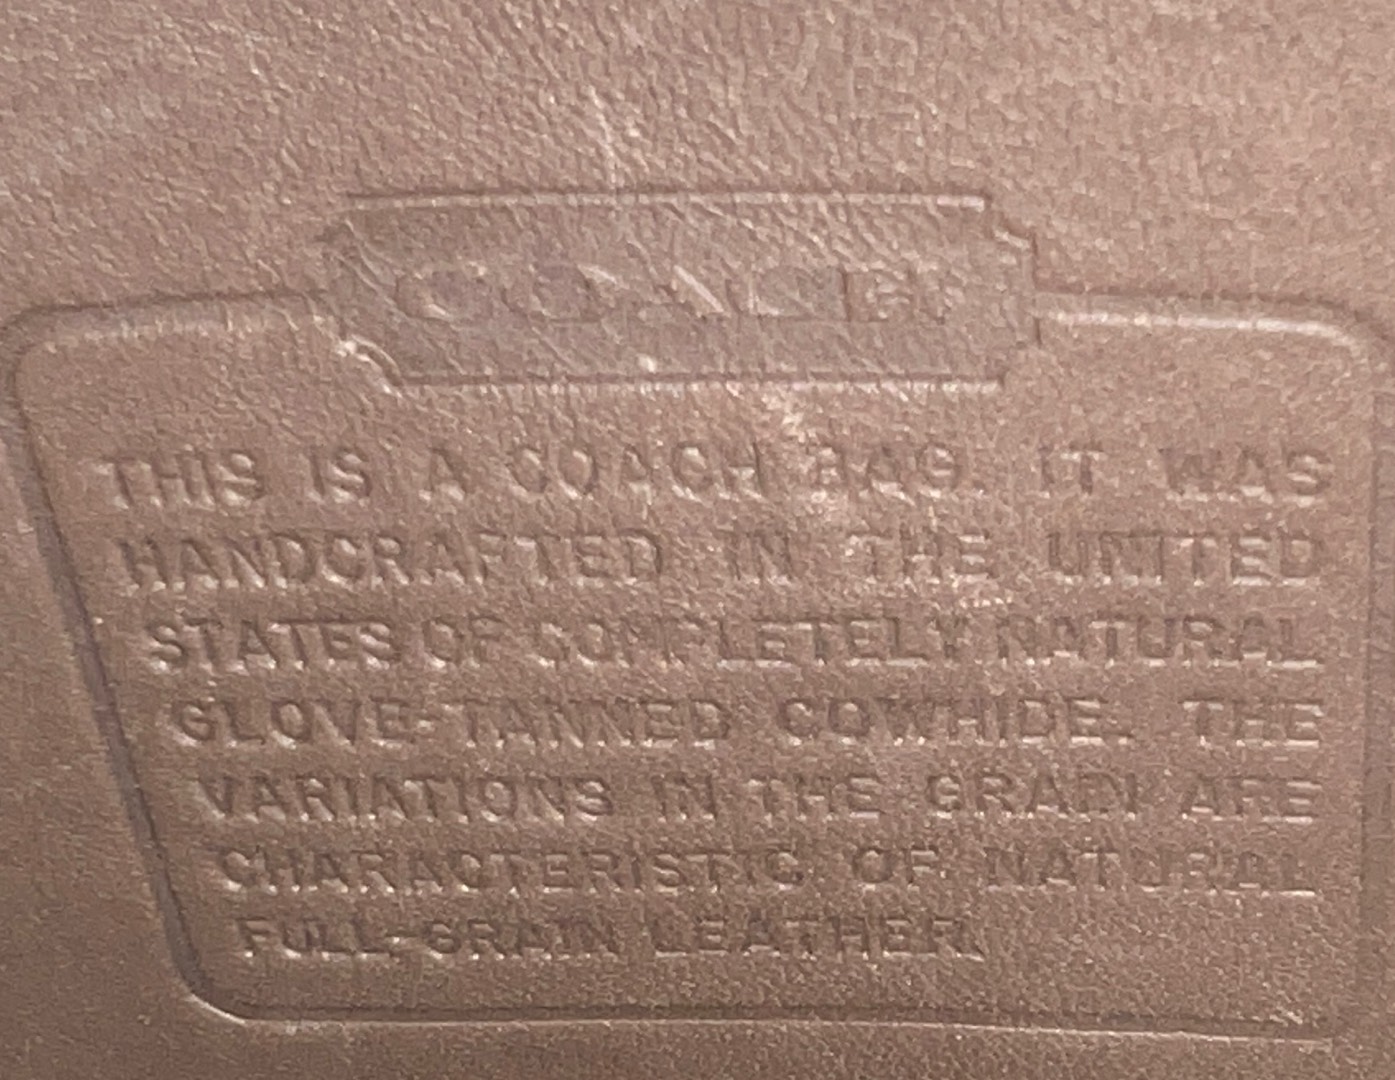 COACH
THIS IS A COACH BAG. IT WAS
HANDCRAFTED IN THE UNITED
STATES OF COMPLETELY NATURAL
GLOVE-TANNED COWHIDE. THE
VARIATIONS IN THE GRAIN ARE
CHARACTERISTIC OF NATURAL
FULL-GRAIN LEATHER.